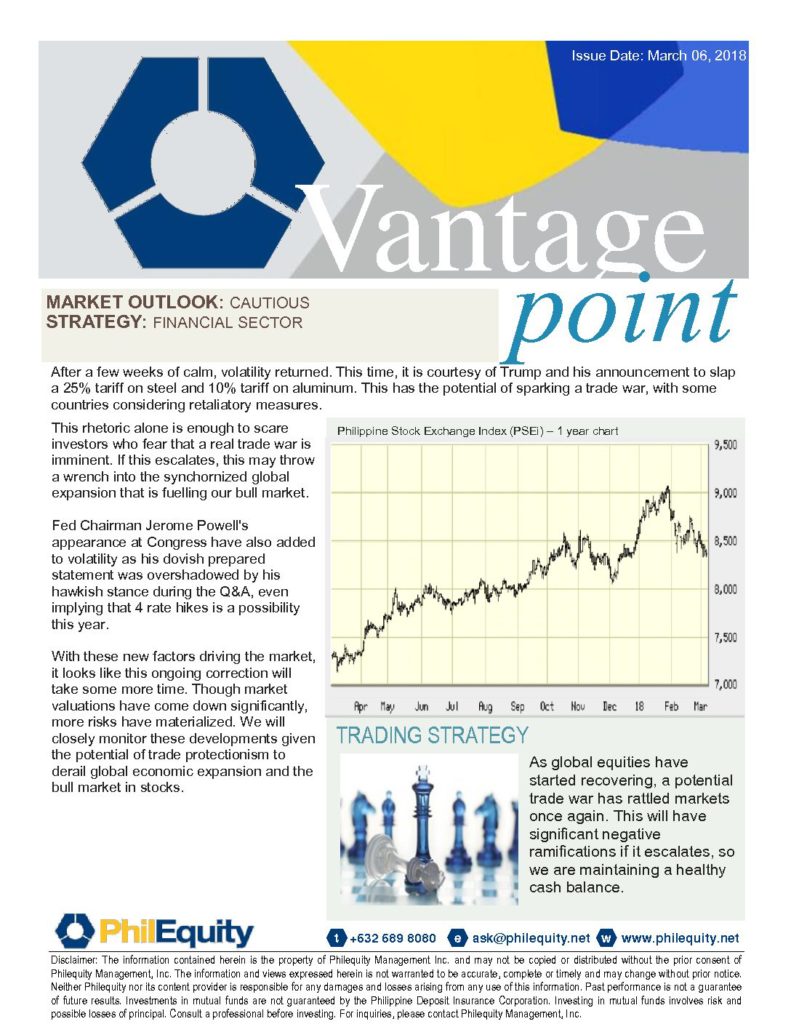 Issue Date: March 06, 2018
Vantage
point
MARKET OUTLOOK: CAUTIOUS
STRATEGY: FINANCIAL SECTOR
After a few weeks of calm, volatility returned. This time, it is courtesy of Trump and his announcement to slap
a 25% tariff on steel and 10% tariff on aluminum. This has the potential of sparking a trade war, with some
countries considering retaliatory measures.
This rhetoric alone is enough to scare
investors who fear that a real trade war is
imminent. If this escalates, this may throw
a wrench into the synchornized global
expansion that is fuelling our bull market.
Fed Chairman Jerome Powell's
appearance at Congress have also added
to volatility as his dovish prepared
statement was overshadowed by his
hawkish stance during the Q&A, even
implying that 4 rate hikes is a possibility
this year.
With these new factors driving the market,
it looks like this ongoing correction will
take some more time. Though market
valuations have come down significantly,
more risks have materialized. We will
closely monitor these developments given
the potential of trade protectionism to
derail global economic expansion and the
bull market in stocks.
Philippine Stock Exchange Index (PSEi) – 1 year chart
9,500
9,000
8,500
8,000
7,500
7,000
Apr May Jun Jul Aug Sep Oct Nov Dec 18 Feb Mar
TRADING STRATEGY
As global equities have
started recovering, a potential
trade war has rattled markets
once again. This will have
significant negative
ramifications if it escalates, so
we are maintaining a healthy
cash balance.
PhilEquity
t +632 689 8080 e ask@philequity.net w www.philequity.net
Disclaimer: The information contained herein is the property of Philequity Management Inc. and may not be copied or distributed without the prior consent of
Philequity Management, Inc. The information and views expressed herein is not warranted to be accurate, complete or timely and may change without prior notice.
Neither Philequity nor its content provider is responsible for any damages and losses arising from any use of this information. Past performance is not a guarantee
of future results. Investments in mutual funds are not guaranteed by the Philippine Deposit Insurance Corporation. Investing in mutual funds involves risk and
possible losses of principal. Consult a professional before investing. For inquiries, please contact Philequity Management, Inc.